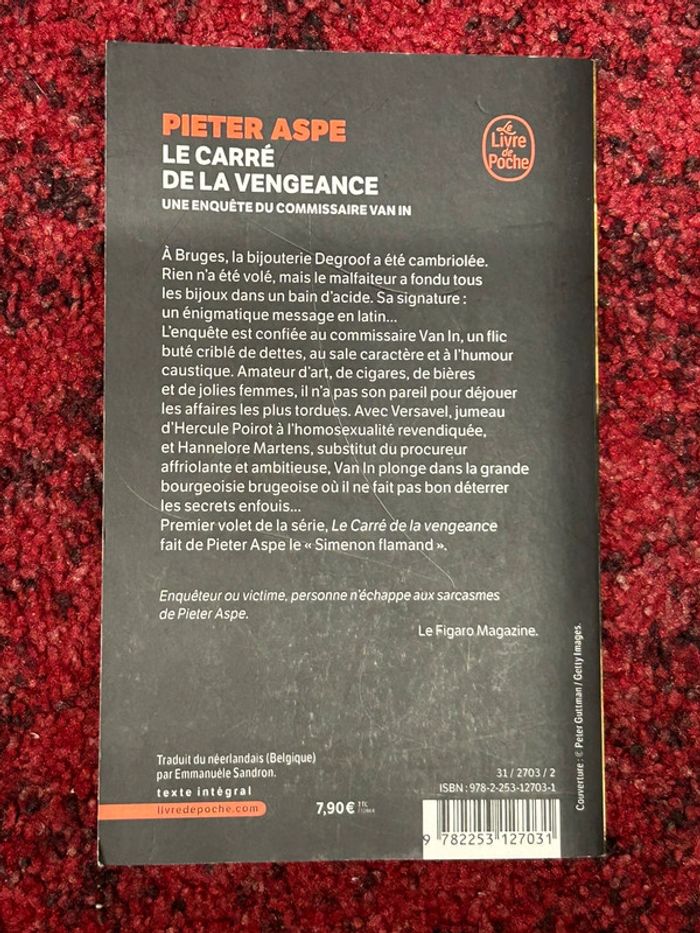 PIETER ASPE
LE CARRÉ
DE LA VENGEANCE
UNE ENQUÊTE DU COMMISSAIRE VAN IN
Le
Livre
de
Poche
À Bruges, la bijouterie Degroof a été cambriolée.
Rien n'a été volé, mais le malfaiteur a fondu tous
les bijoux dans un bain d'acide. Sa signature :
un énigmatique message en latin...
L'enquête est confiée au commissaire Van In, un flic
buté criblé de dettes, au sale caractère et à l'humour
caustique. Amateur d'art, de cigares, de bières
et de jolies femmes, il n'a pas son pareil pour déjouer
les affaires les plus tordues. Avec Versavel, jumeau
d'Hercule Poirot à l'homosexualité revendiquée,
et Hannelore Martens, substitut du procureur
affriolante et ambitieuse, Van In plonge dans la grande
bourgeoisie brugeoise où il ne fait pas bon déterrer
les secrets enfouis...
Premier volet de la série, Le Carré de la vengeance
fait de Pieter Aspe le « Simenon flamand ».
Enquêteur ou victime, personne n'échappe aux sarcasmes
de Pieter Aspe.
Le Figaro Magazine.
Couverture : © Peter Guttman / Getty Images.
Traduit du néerlandais (Belgique)
par Emmanuèle Sandron.
texte intégral
livredepoche.com
7,90 € TTC
31 / 2703 / 2
ISBN : 978-2-253-12703-1
9 782253 127031